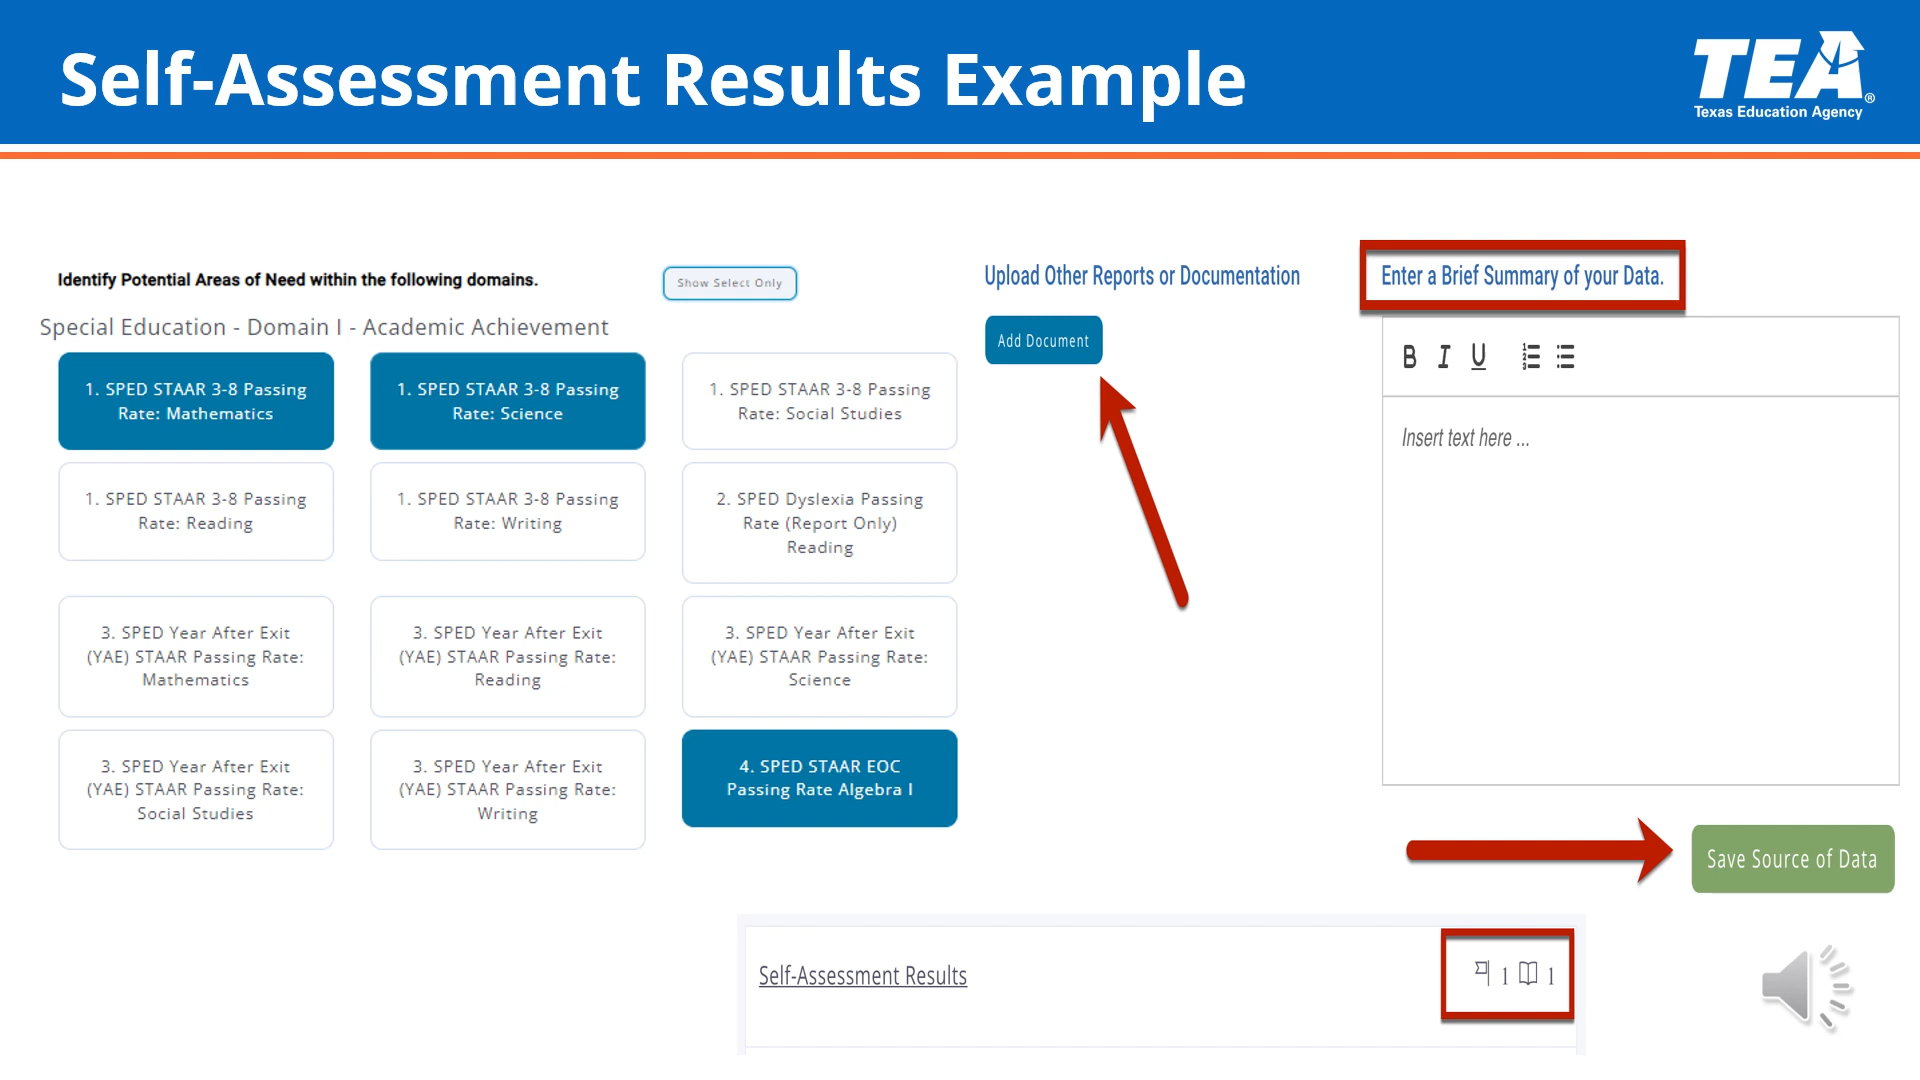 Self-Assessment Results Example
TEA®
Texas Education Agency
Identify Potential Areas of Need within the following domains.
Show Select Only
Special Education - Domain I - Academic Achievement
1. SPED STAAR 3-8 Passing
Rate: Mathematics
1. SPED STAAR 3-8 Passing
Rate: Science
1. SPED STAAR 3-8 Passing
Rate: Social Studies
1. SPED STAAR 3-8 Passing
Rate: Reading
1. SPED STAAR 3-8 Passing
Rate: Writing
2. SPED Dyslexia Passing
Rate (Report Only)
Reading
3. SPED Year After Exit
(YAE) STAAR Passing Rate:
Mathematics
3. SPED Year After Exit
(YAE) STAAR Passing Rate:
Reading
3. SPED Year After Exit
(YAE) STAAR Passing Rate:
Science
3. SPED Year After Exit
(YAE) STAAR Passing Rate:
Social Studies
3. SPED Year After Exit
(YAE) STAAR Passing Rate:
Writing
4. SPED STAAR EOC
Passing Rate Algebra I
Upload Other Reports or Documentation
Add Document
Enter a Brief Summary of your Data.
B I U
Insert text here ...
Save Source of Data
Self-Assessment Results
1 1